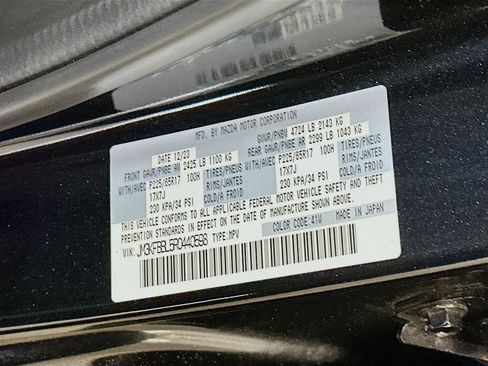 MFD. BY MAZDA MOTOR CORPORATION
DATE 12/23 GVWR/PNBV 4724 LB 2143 KG
FRONT GAWR/PNBE AV 2425 LB 1100 KG REAR GAWR/PNBE AR 2299 LB 1043 KG
WITH/AVEC P225/65R17 100H TIRES/PNEUS WITH/AVEC P225/65R17 100H TIRES/PNEUS
17X7J RIMS/JANTES 17X7J RIMS/JANTES
230 KPA/34 PSI COLD/A FROID 230 KPA/34 PSI COLD/A FROID
THIS VEHICLE CONFORMS TO ALL APPLICABLE FEDERAL MOTOR VEHICLE SAFETY AND THEFT
PREVENTION STANDARDS IN EFFECT ON THE DATE OF MANUFACTURE SHOWN ABOVE.
VIN: TYPE:MPV COLOR CODE:41W MADE IN JAPAN